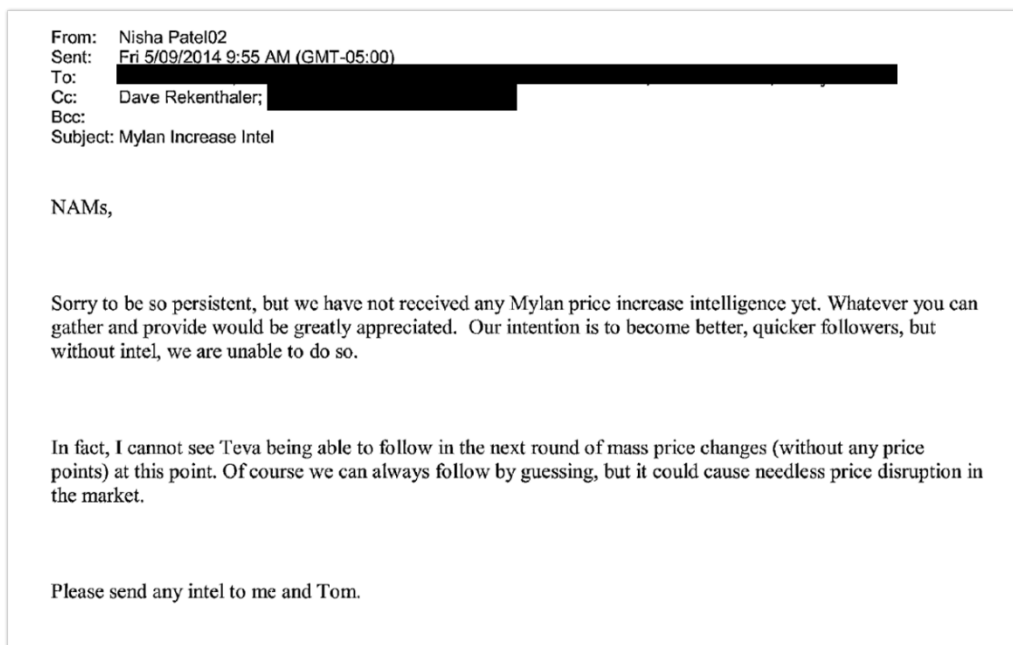 From: Nisha Patel02
Sent: Fri 5/09/2014 9:55 AM (GMT-05:00)
To:
Cc: Dave Rekenthaler;
Bcc:
Subject: Mylan Increase Intel
NAMs,
Sorry to be so persistent, but we have not received any Mylan price increase intelligence yet. Whatever you can
gather and provide would be greatly appreciated.  Our intention is to become better, quicker followers, but
without intel, we are unable to do so.
In fact, I cannot see Teva being able to follow in the next round of mass price changes (without any price
points) at this point. Of course we can always follow by guessing, but it could cause needless price disruption in
the market.
Please send any intel to me and Tom.